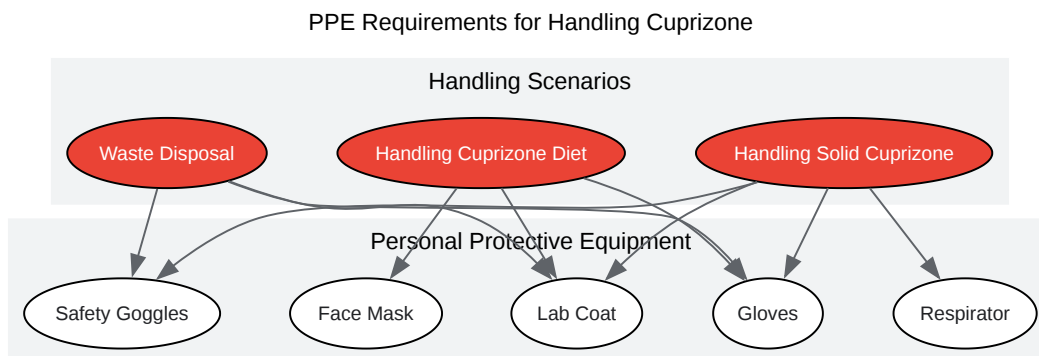 PPE Requirements for Handling Cuprizone
Handling Scenarios
Waste Disposal
Handling Cuprizone Diet
Handling Solid Cuprizone
Personal Protective Equipment
Safety Goggles
Face Mask
Lab Coat
Gloves
Respirator